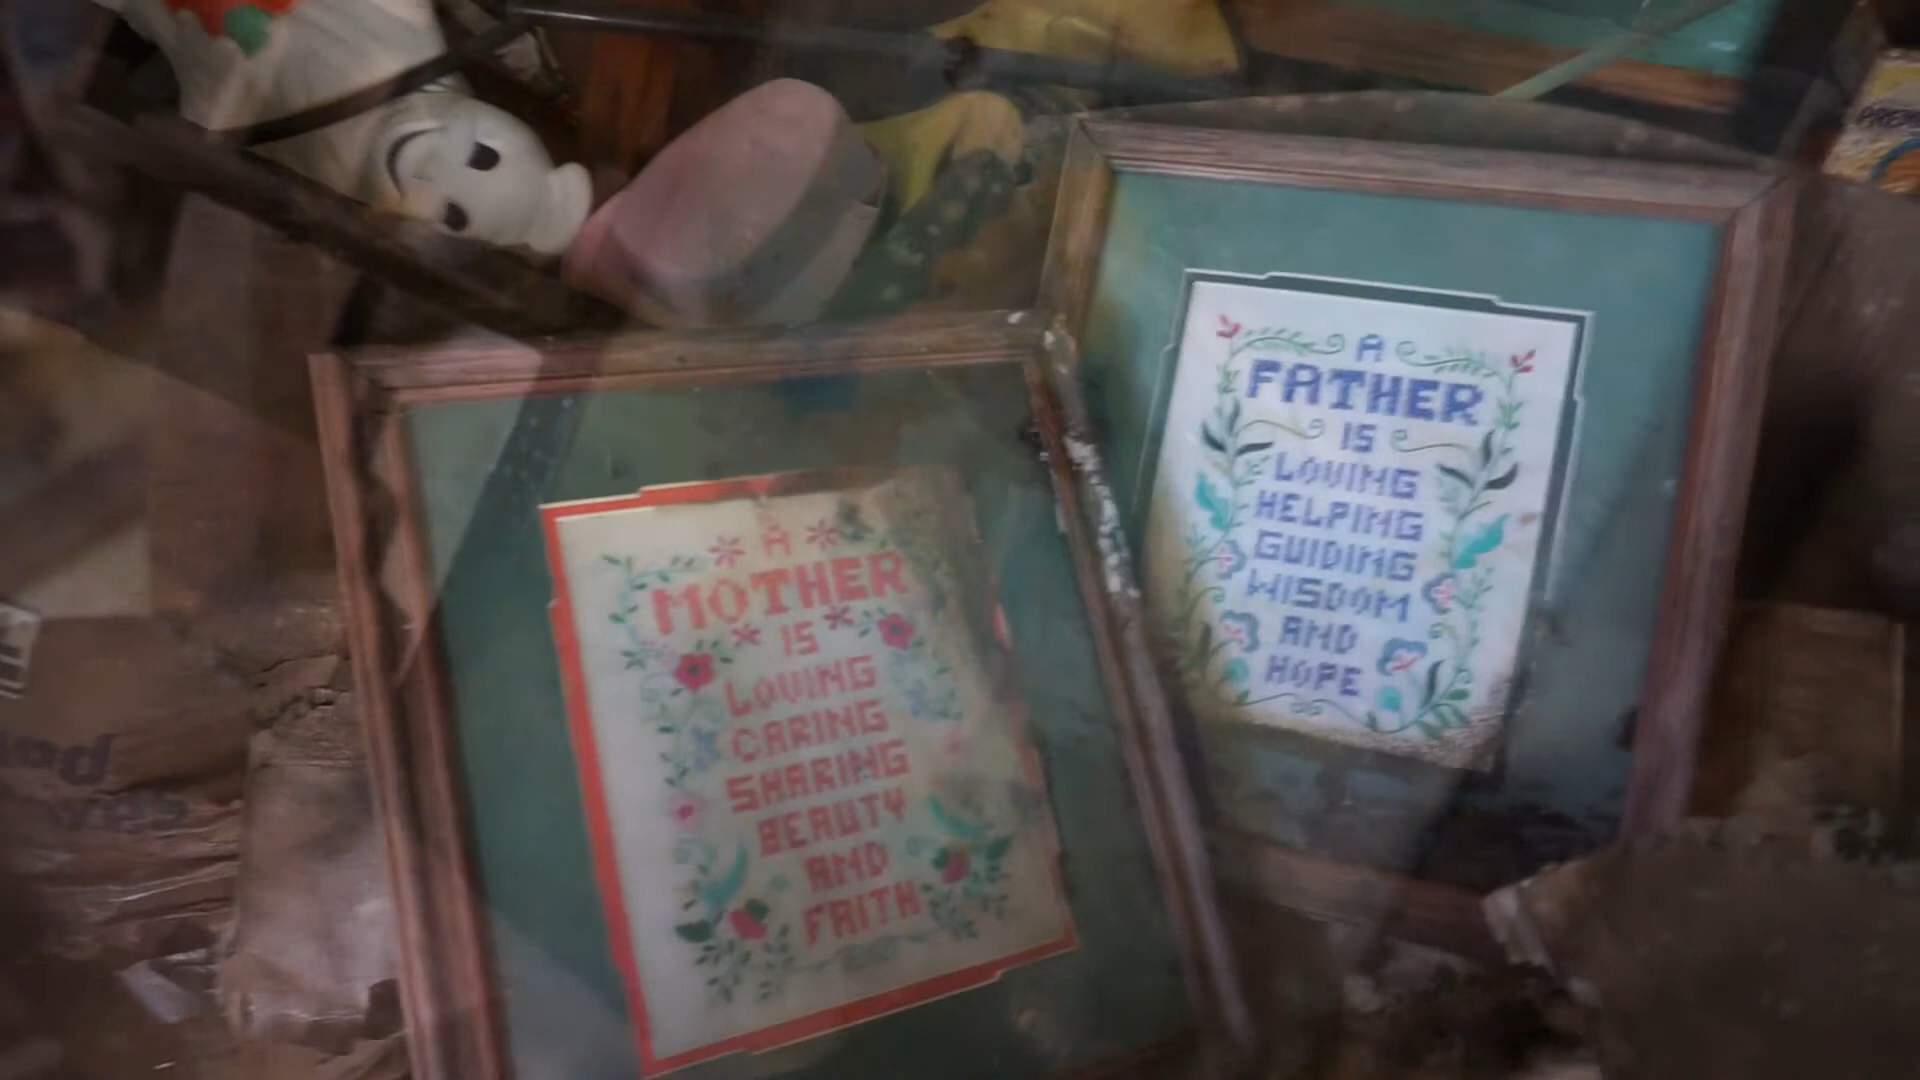 A
MOTHER
IS
LOVING
CARING
SHARING
BEAUTY
AND
FAITH
A
FATHER
IS
LOVING
HELPING
GUIDING
WISDOM
AND
HOPE